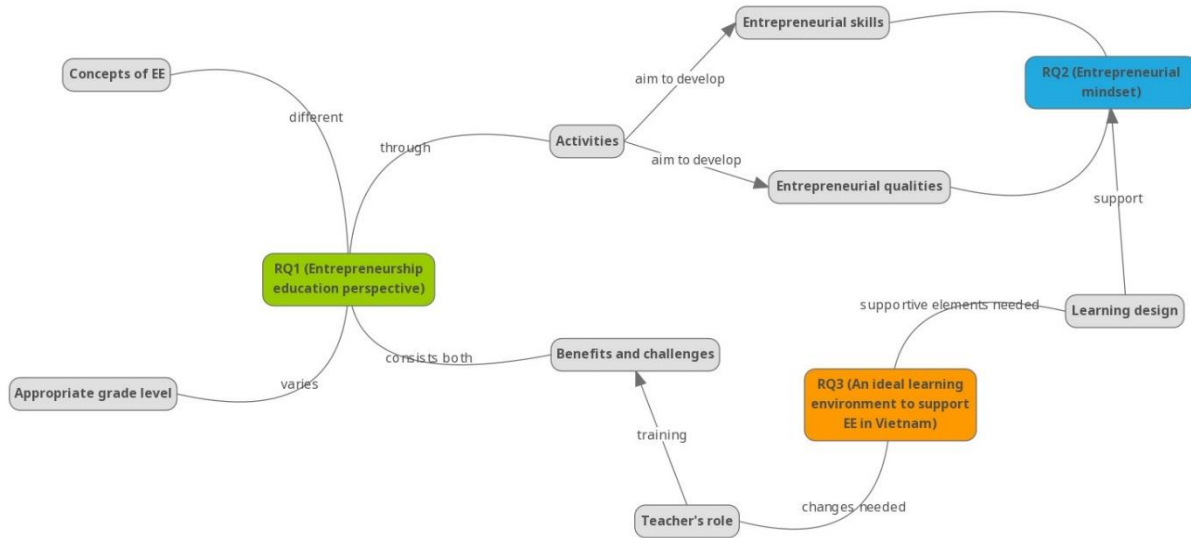 Entrepreneurial skills
Concepts of EE
RQ2 (Entrepreneurial
mindset)
aim to develop
different
Activities
through
aim to develop
Entrepreneurial qualities
support
RQ1 (Entrepreneurship
education perspective)
supportive elements needed
Learning design
consists both
Benefits and challenges
varies
Appropriate grade level
RQ3 (An ideal learning
environment to support
EE in Vietnam)
training
changes needed
Teacher's role